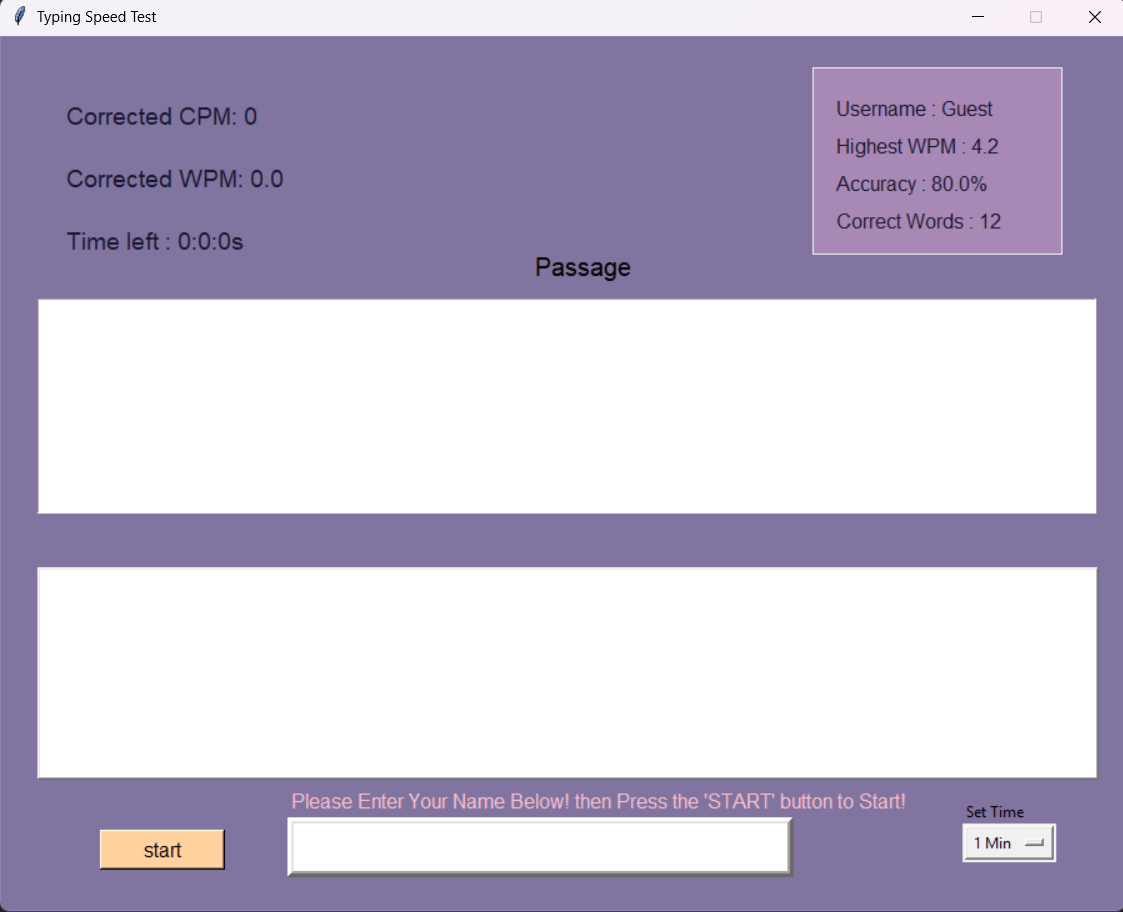 Typing Speed Test
Corrected CPM: 0
Corrected WPM: 0.0
Time left : 0:0:0s
Username : Guest
Highest WPM : 4.2
Accuracy : 80.0%
Correct Words : 12
Passage
Please Enter Your Name Below! then Press the 'START' button to Start!
start
Set Time
1 Min